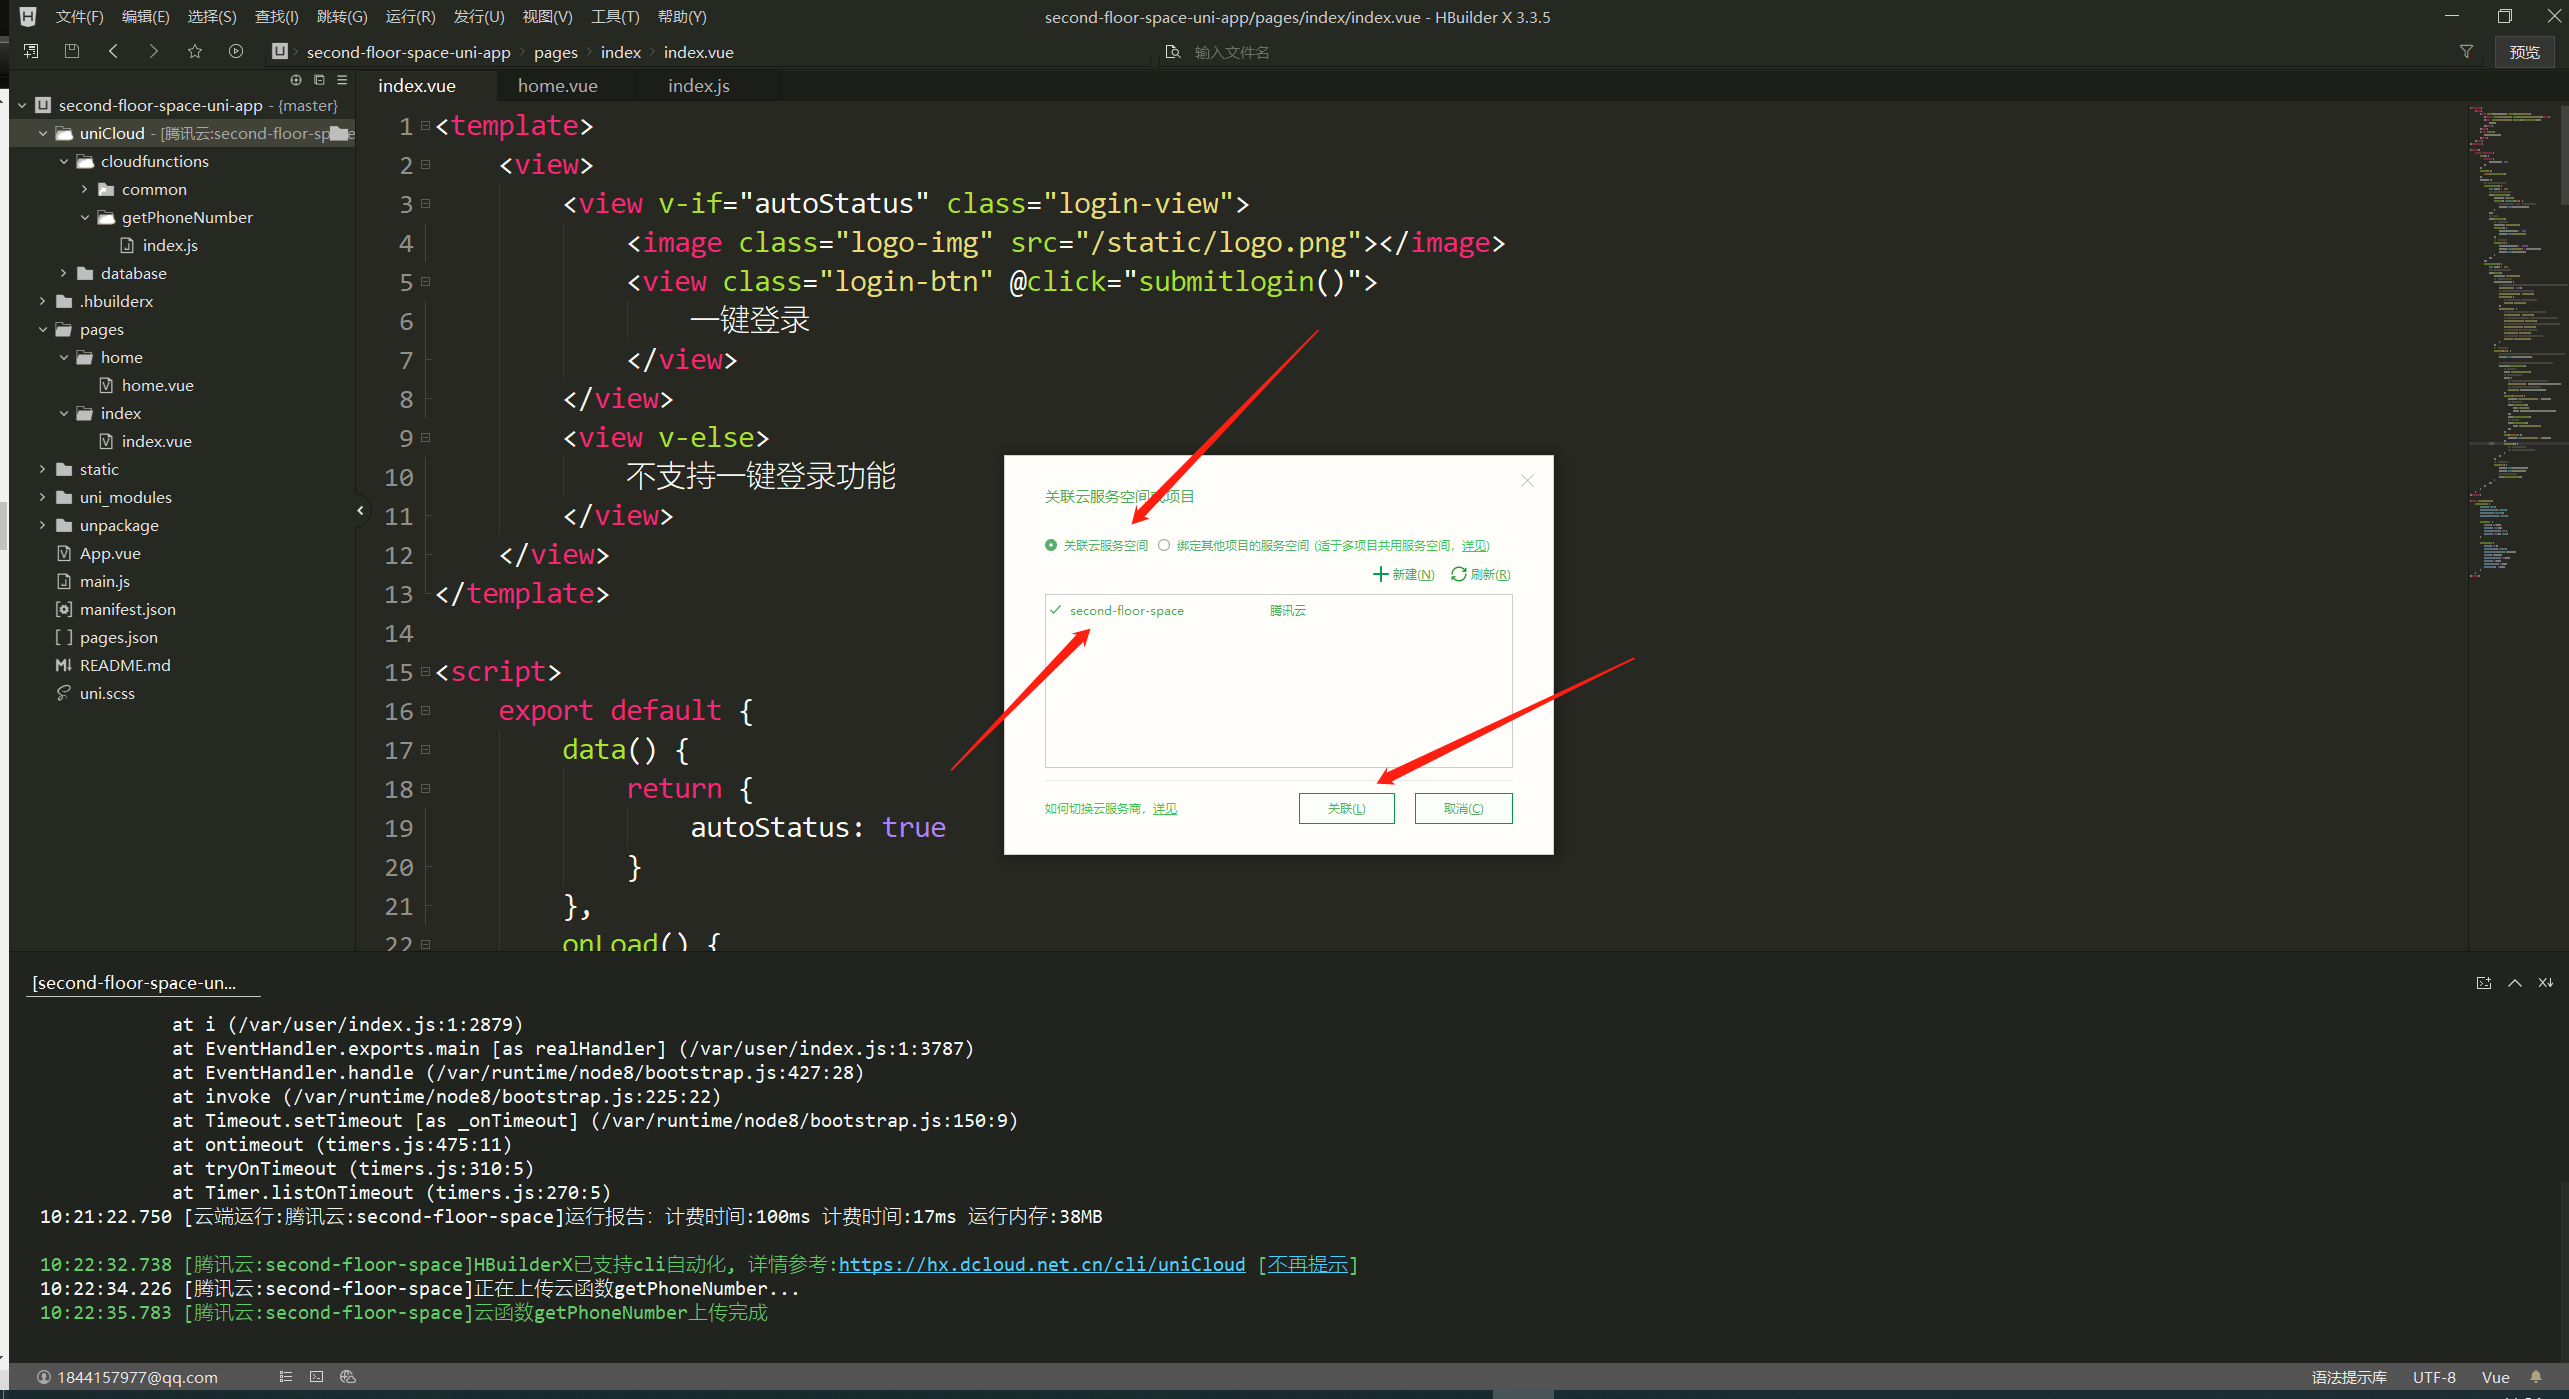 文件(F) 编辑(E) 选择(S) 查找(I) 跳转(G) 运行(R) 发行(U) 视图(V) 工具(T) 帮助(Y)
second-floor-space-uni-app/pages/index/index.vue - HBuilder X 3.3.5
second-floor-space-uni-app pages index index.vue
输入文件名
预览
second-floor-space-uni-app - {master}
uniCloud - [腾讯云:second-floor-sp
cloudfunctions
common
getPhoneNumber
index.js
database
.hbuilderx
pages
home
home.vue
index
index.vue
static
uni_modules
unpackage
App.vue
main.js
manifest.json
pages.json
README.md
uni.scss
index.vue home.vue index.js
1 <template>
2 <view>
3 <view v-if="autoStatus" class="login-view">
4 <image class="logo-img" src="/static/logo.png"></image>
5 <view class="login-btn" @click="submitlogin()">
6 一键登录
7 </view>
8 </view>
9 <view v-else>
10 不支持一键登录功能
11 </view>
12 </view>
13 </template>
14
15 <script>
16 export default {
17 data() {
18 return {
19 autoStatus: true
20 }
21 },
22 onLoad() {
关联云服务空间或项目
关联云服务空间 绑定其他项目的服务空间 (适于多项目共用服务空间，详见)
新建(N) 刷新(R)
second-floor-space 腾讯云
如何切换云服务商，详见
关联(L) 取消(C)
[second-floor-space-un...
at i (/var/user/index.js:1:2879)
at EventHandler.exports.main [as realHandler] (/var/user/index.js:1:3787)
at EventHandler.handle (/var/runtime/node8/bootstrap.js:427:28)
at invoke (/var/runtime/node8/bootstrap.js:225:22)
at Timeout.setTimeout [as _onTimeout] (/var/runtime/node8/bootstrap.js:150:9)
at ontimeout (timers.js:475:11)
at tryOnTimeout (timers.js:310:5)
at Timer.listOnTimeout (timers.js:270:5)
10:21:22.750 [云端运行:腾讯云:second-floor-space]运行报告: 计费时间:100ms 计费时间:17ms 运行内存:38MB
10:22:32.738 [腾讯云:second-floor-space]HBuilderX已支持cli自动化, 详情参考:https://hx.dcloud.net.cn/cli/uniCloud [不再提示]
10:22:34.226 [腾讯云:second-floor-space]正在上传云函数getPhoneNumber...
10:22:35.783 [腾讯云:second-floor-space]云函数getPhoneNumber上传完成
1844157977@qq.com
语法提示库 UTF-8 Vue